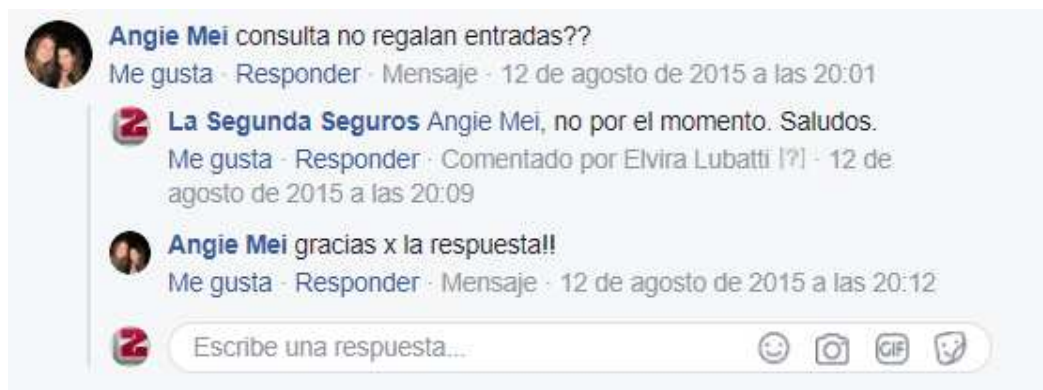 Angie Mei consulta no regalan entradas??
Me gusta · Responder · Mensaje · 12 de agosto de 2015 a las 20:01
La Segunda Seguros Angie Mei, no por el momento. Saludos.
Me gusta · Responder · Comentado por Elvira Lubatti [?] · 12 de
agosto de 2015 a las 20:09
Angie Mei gracias x la respuesta!!
Me gusta · Responder · Mensaje · 12 de agosto de 2015 a las 20:12
Escribe una respuesta...
GIF